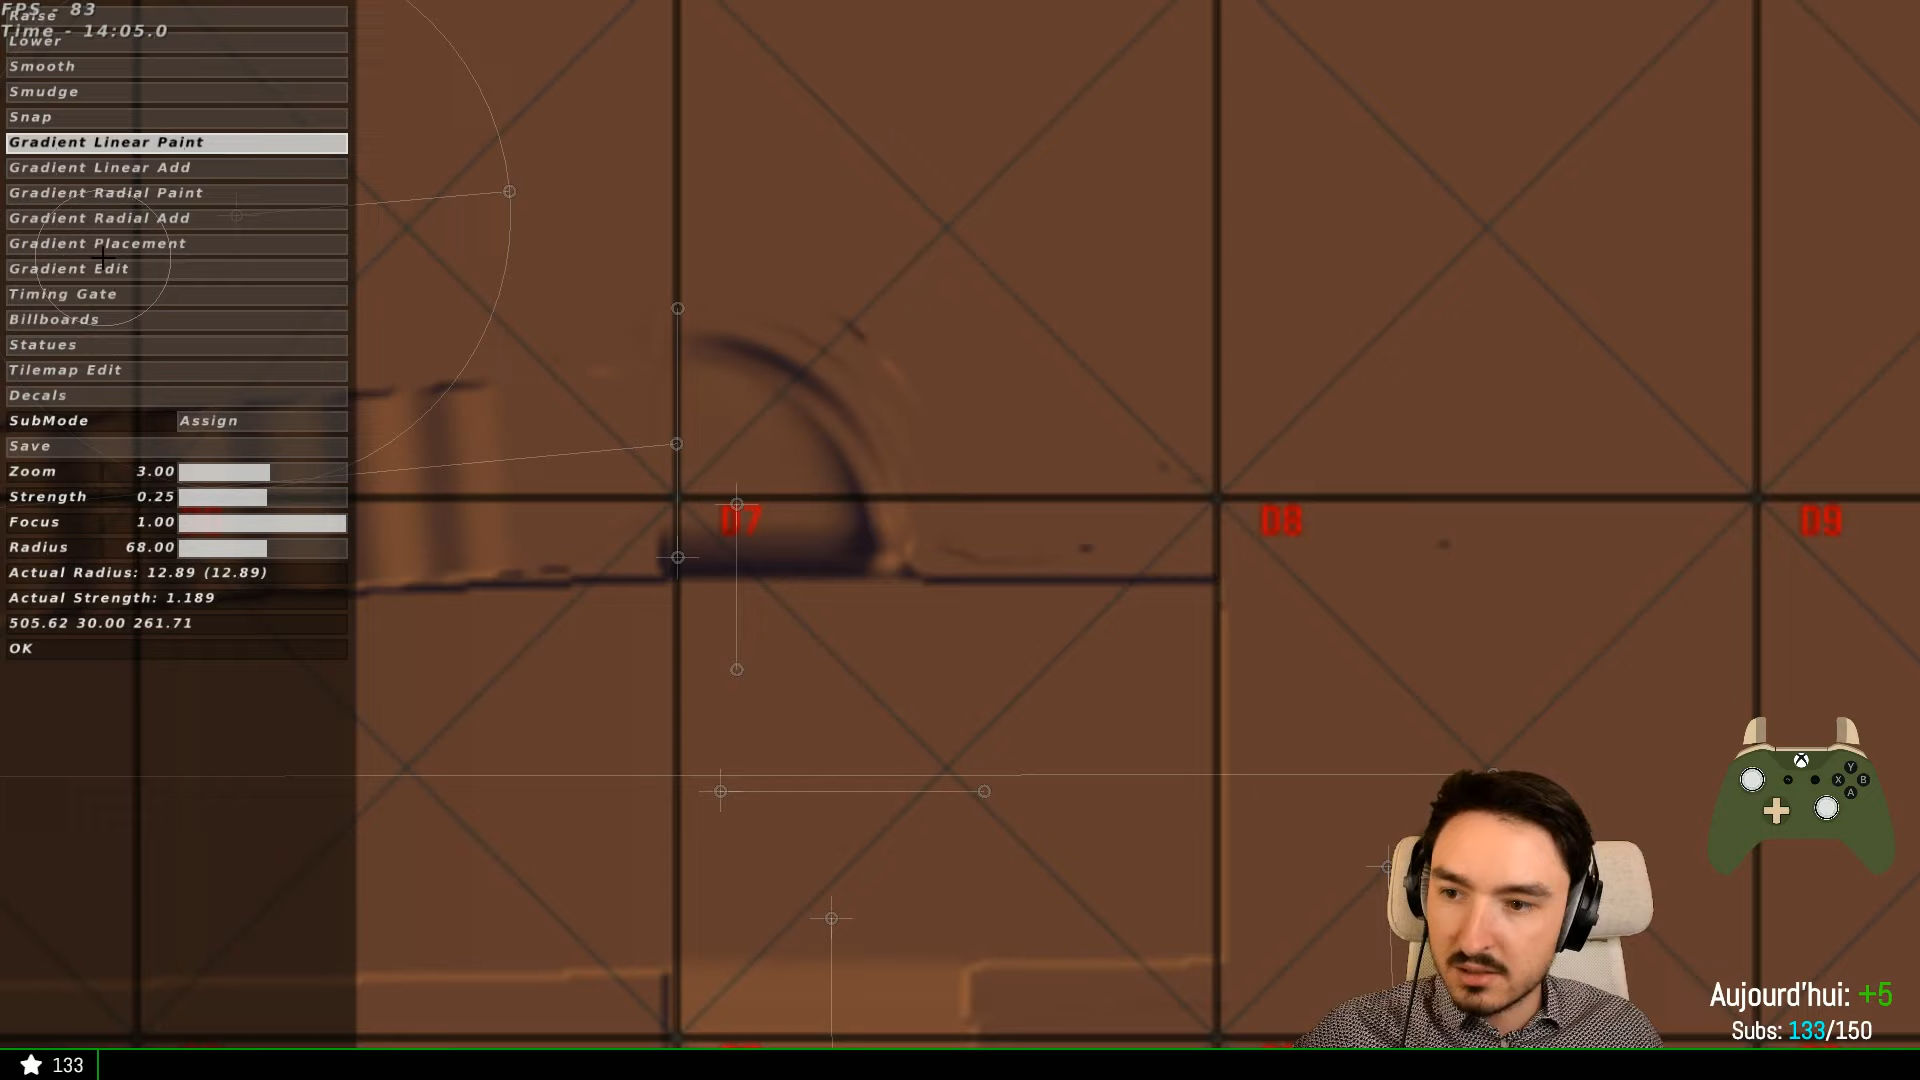 FPS - 83
Raise
Time - 14:05.0
Lower
Smooth
Smudge
Snap
Gradient Linear Paint
Gradient Linear Add
Gradient Radial Paint
Gradient Radial Add
Gradient Placement
Gradient Edit
Timing Gate
Billboards
Statues
Tilemap Edit
Decals
SubMode Assign
Save
Zoom 3.00
Strength 0.25
Focus 1.00
Radius 68.00
Actual Radius: 12.89 (12.89)
Actual Strength: 1.189
505.62 30.00 261.71
OK
D7
D8
D9
Y
X
B
A
Aujourd'hui: +5
Subs: 133/150
133